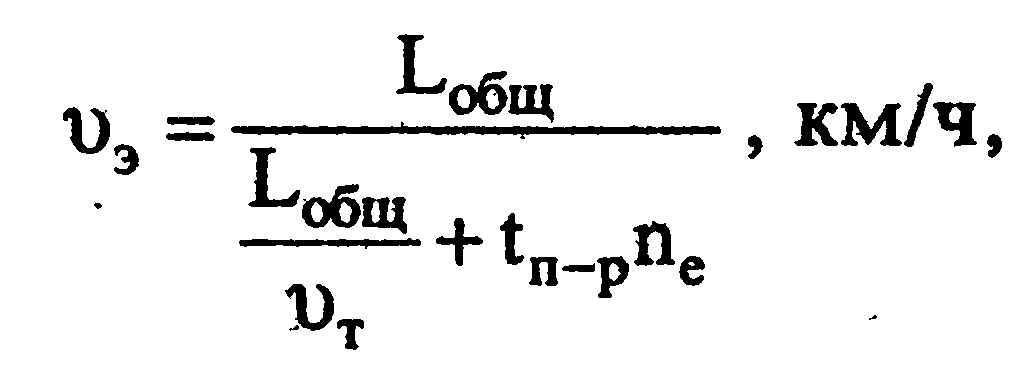 υэ = Lобщ / (Lобщ / υт + tп–р nе), км/ч,